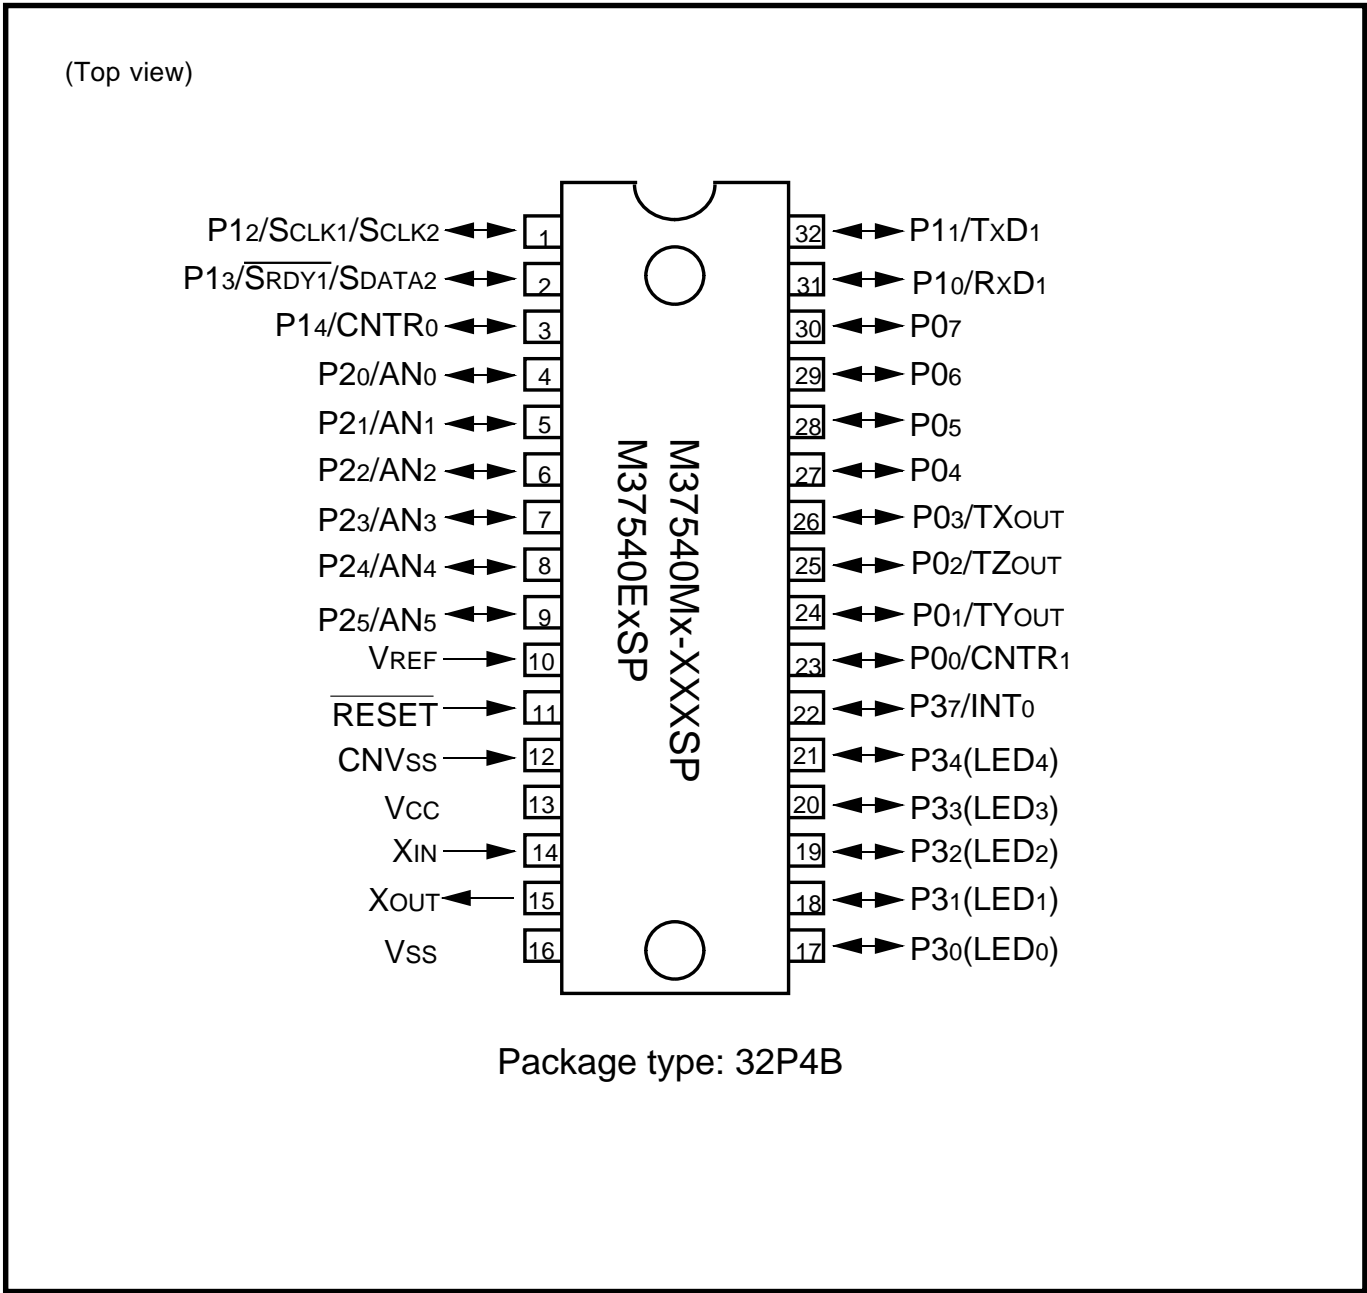 (Top view)
P12/SCLK1/SCLK2 1 32 P11/TxD1
P13/SRDY1/SDATA2 2 31 P10/RxD1
P14/CNTR0 3 30 P07
P20/AN0 4 29 P06
P21/AN1 5 28 P05
P22/AN2 6 27 P04
P23/AN3 7 26 P03/TXOUT
P24/AN4 8 25 P02/TZOUT
P25/AN5 9 24 P01/TYOUT
VREF 10 23 P00/CNTR1
RESET 11 22 P37/INT0
CNVSS 12 21 P34(LED4)
VCC 13 20 P33(LED3)
XIN 14 19 P32(LED2)
XOUT 15 18 P31(LED1)
VSS 16 17 P30(LED0)
M37540Mx-XXXSP
M37540ExSP
Package type: 32P4B